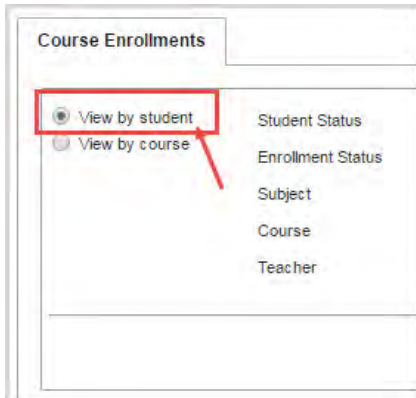 Course Enrollments
View by student
View by course
Student Status
Enrollment Status
Subject
Course
Teacher